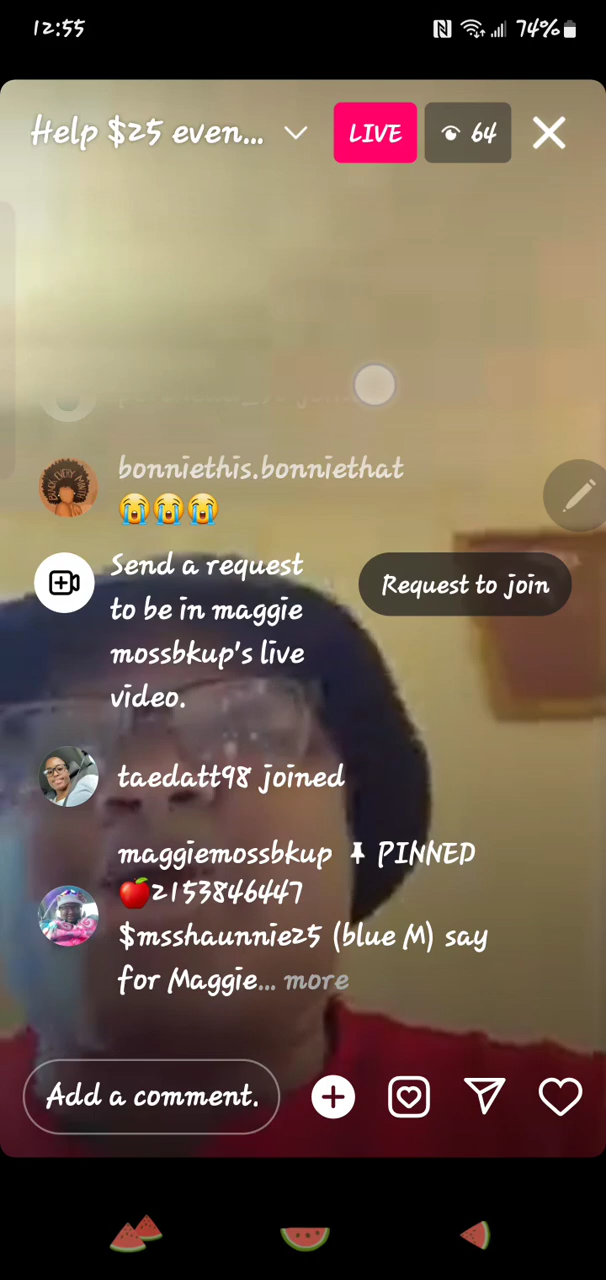 12:55
74%
Help $25 even...
LIVE
64
bonniethis.bonniethat
😭😭😭
Send a request
to be in maggie
mossbkup's live
video.
Request to join
taedatt98 joined
maggiemossbkup 📌 PINNED
🍎2153846447
$msshaunnie25 (blue M) say
for Maggie... more
Add a comment.